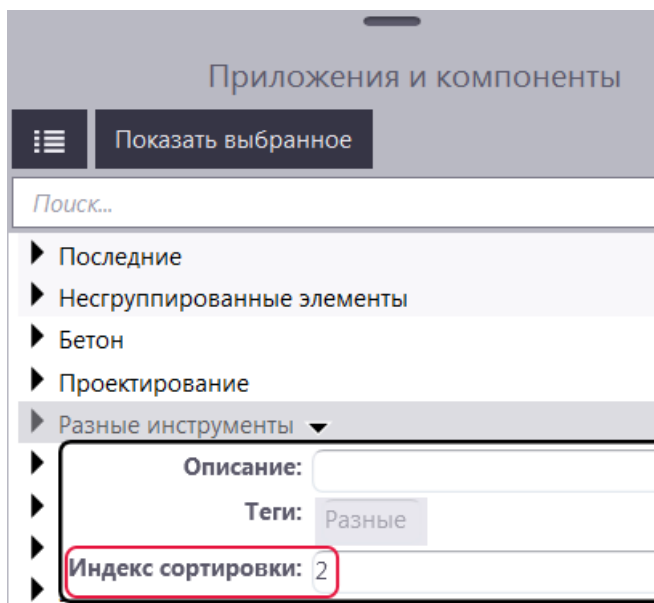 Приложения и компоненты
Показать выбранное
Поиск...
Последние
Несгруппированные элементы
Бетон
Проектирование
Разные инструменты
Описание:
Теги: Разные
Индекс сортировки: 2